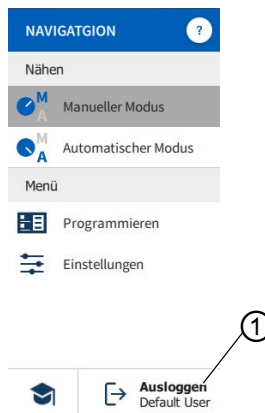 NAVIGATGION ?
Nähen
M
A Manueller Modus
M
A Automatischer Modus
Menü
Programmieren
Einstellungen
1
Ausloggen
Default User